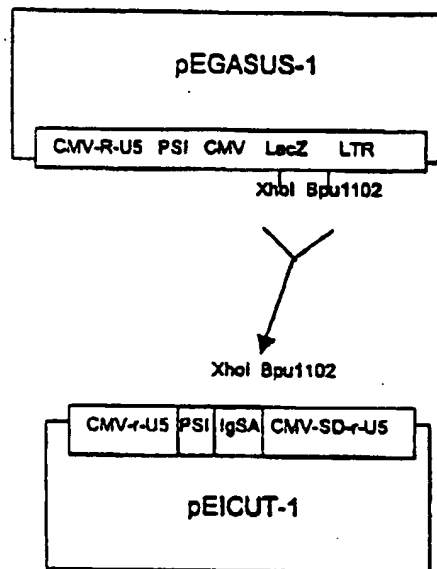 pEGASUS-1
CMV-R-U5 PSI CMV LacZ LTR
XhoI Bpu1102
XhoI Bpu1102
CMV-r-U5 PSI IgSA CMV-SD-r-U5
pEICUT-1